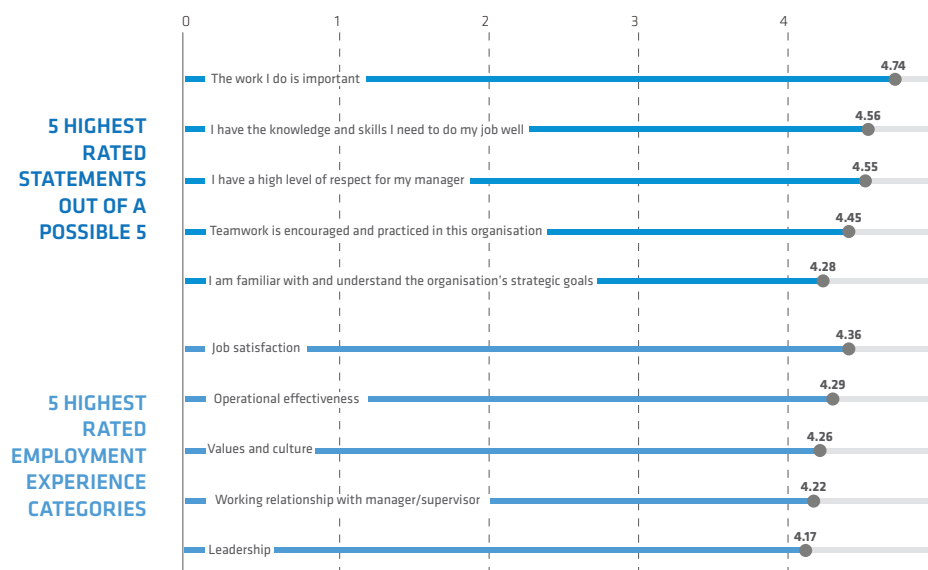 0 1 2 3 4
4.74
The work I do is important
4.56
I have the knowledge and skills I need to do my job well
4.55
I have a high level of respect for my manager
4.45
Teamwork is encouraged and practiced in this organisation
4.28
I am familiar with and understand the organisation's strategic goals
5 HIGHEST
RATED
STATEMENTS
OUT OF A
POSSIBLE 5
4.36
Job satisfaction
4.29
Operational effectiveness
4.26
Values and culture
4.22
Working relationship with manager/supervisor
4.17
Leadership
5 HIGHEST
RATED
EMPLOYMENT
EXPERIENCE
CATEGORIES